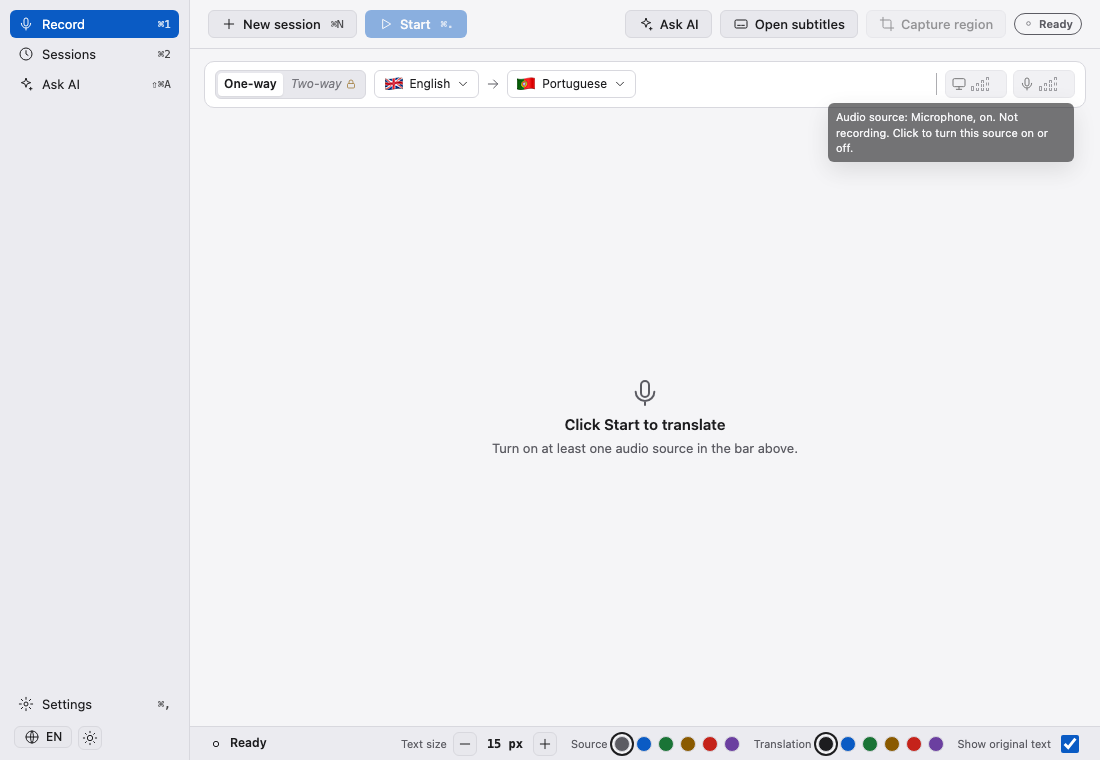 Record ⌘1
Sessions ⌘2
Ask AI ⇧⌘A
New session ⌘N
Start ⌘.
Ask AI
Open subtitles
Capture region
Ready
One-way
Two-way
English
Portuguese
Audio source: Microphone, on. Not
recording. Click to turn this source on or
off.
Click Start to translate
Turn on at least one audio source in the bar above.
Settings ⌘,
EN
Ready
Text size
15 px
Source
Translation
Show original text